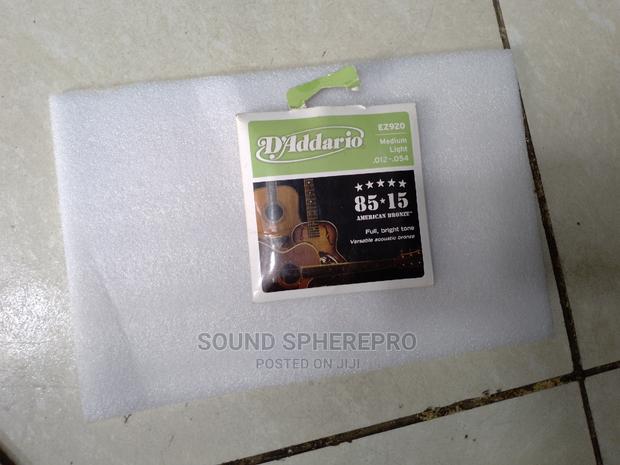 D'Addario
EZ920
Medium
Light
.012-.054
85★15
AMERICAN BRONZE™
Full, bright tone
Versatile acoustic bronze
SOUND SPHEREPRO
POSTED ON JIJI